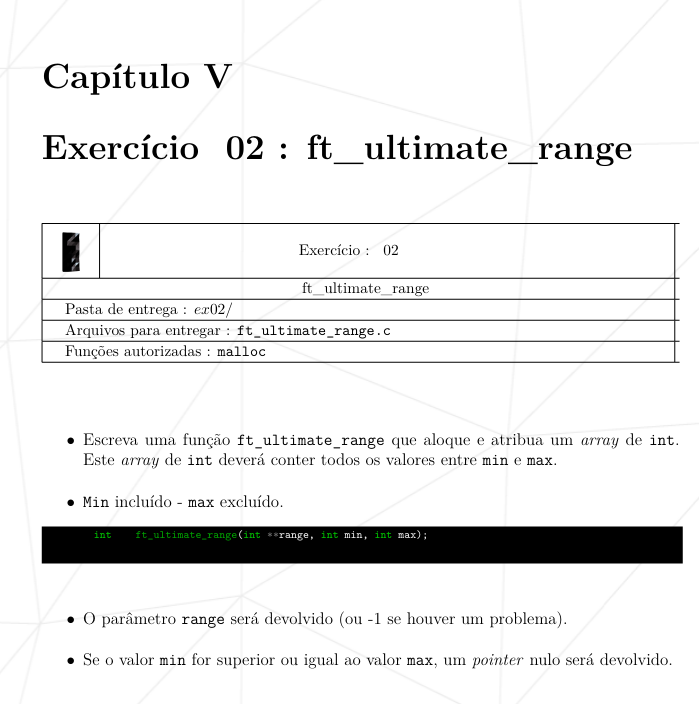 Capítulo V
Exercício 02 : ft_ultimate_range
Exercício : 02
ft_ultimate_range
Pasta de entrega : ex02/
Arquivos para entregar : ft_ultimate_range.c
Funções autorizadas : malloc
• Escreva uma função ft_ultimate_range que aloque e atribua um array de int.
Este array de int deverá conter todos os valores entre min e max.
• Min incluído - max excluído.
int ft_ultimate_range(int **range, int min, int max);
• O parâmetro range será devolvido (ou -1 se houver um problema).
• Se o valor min for superior ou igual ao valor max, um pointer nulo será devolvido.